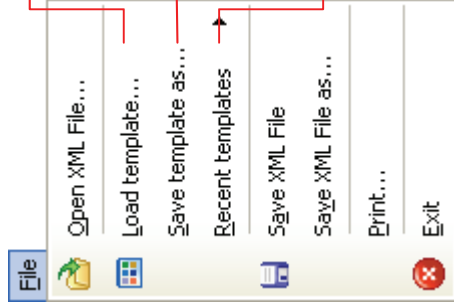 File
Open XML File...
Load template...
Save template as...
Recent templates
Save XML File
Save XML File as...
Print...
Exit